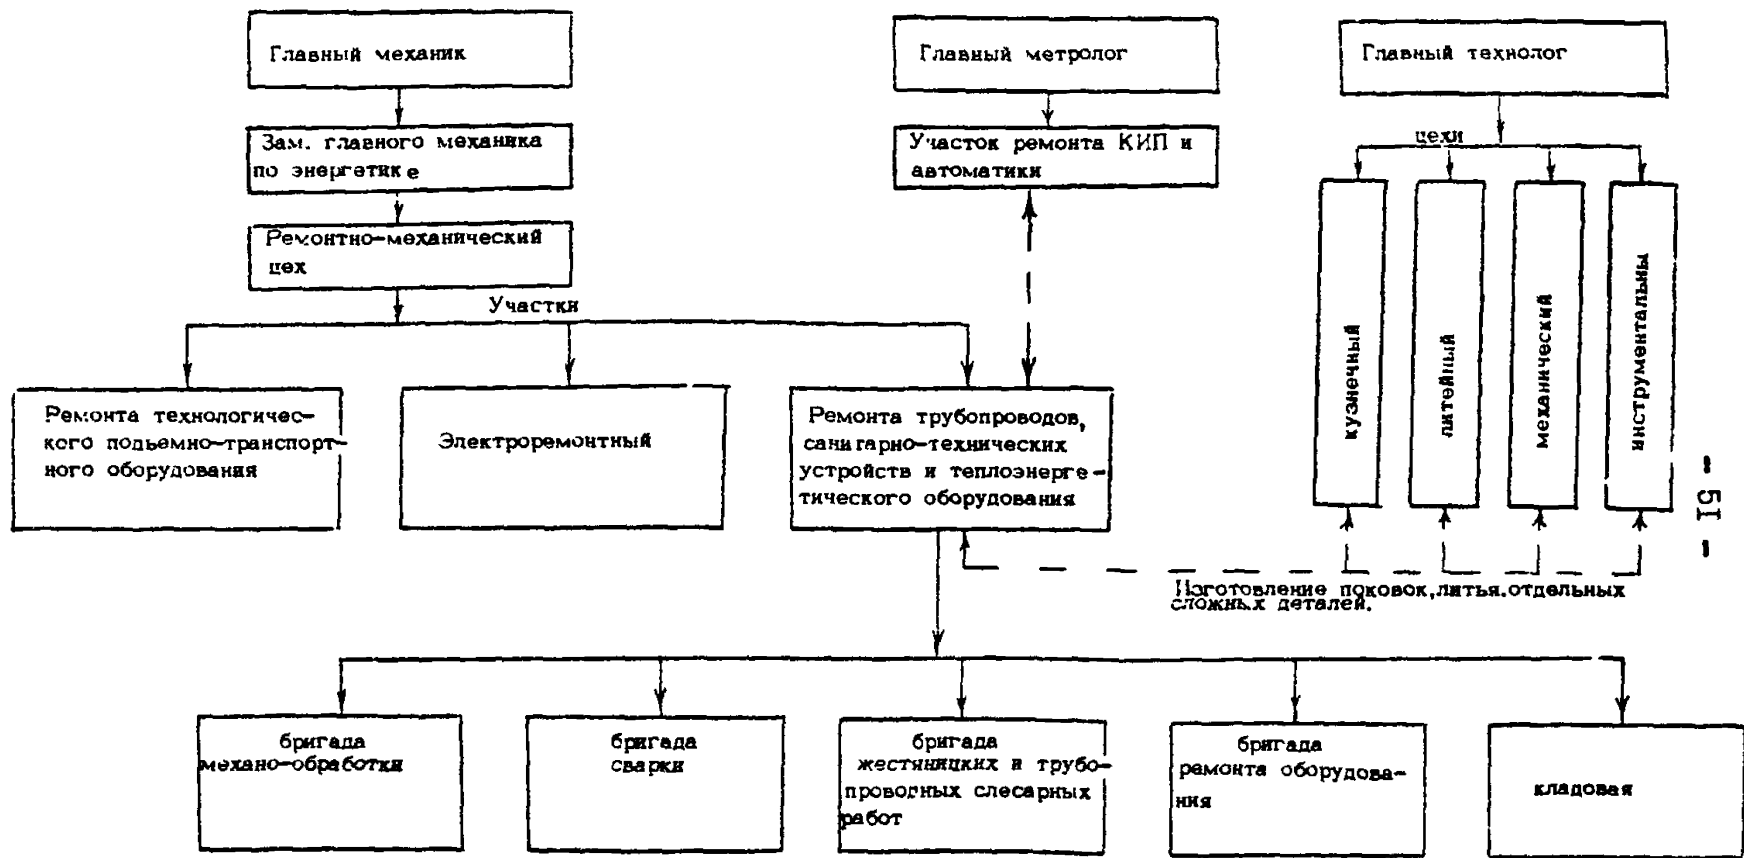 Главный механик
Главный метролог
Главный технолог
Зам. главного механика
по энергетике
Участок ремонта КИП и
автоматики
цехи
Ремонтно-механический
цех
Участки
кузнечный
литейный
механический
инструментальны
Ремонта технологичес-
кого подъемно-транспорт-
ного оборудования
Электроремонтный
Ремонта трубопроводов,
санитарно-технических
устройств и теплоэнерге-
тического оборудования
- 51 -
Изготовление поковок,литья.отдельных
сложных деталей.
бригада
механо-обработки
бригада
сварки
бригада
жестяницких и трубо-
проводных слесарных
работ
бригада
ремонта оборудова-
ния
кладовая